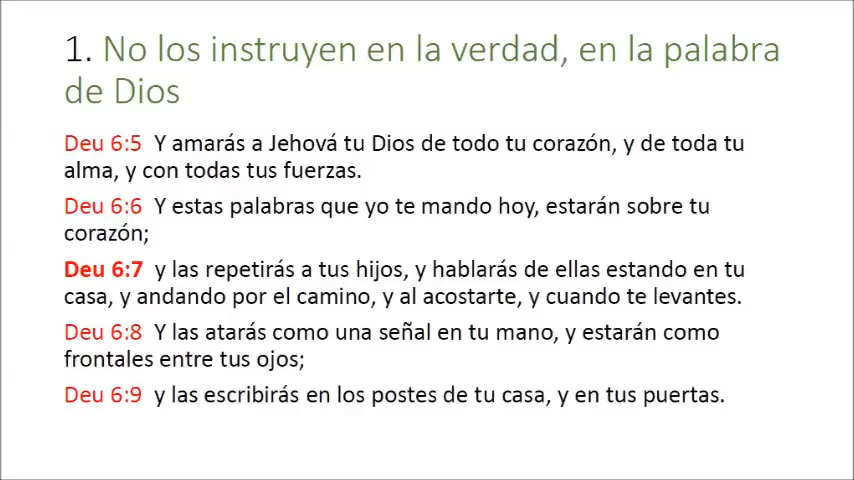 1. No los instruyen en la verdad, en la palabra
de Dios
Deu 6:5 Y amarás a Jehová tu Dios de todo tu corazón, y de toda tu
alma, y con todas tus fuerzas.
Deu 6:6 Y estas palabras que yo te mando hoy, estarán sobre tu
corazón;
Deu 6:7 y las repetirás a tus hijos, y hablarás de ellas estando en tu
casa, y andando por el camino, y al acostarte, y cuando te levantes.
Deu 6:8 Y las atarás como una señal en tu mano, y estarán como
frontales entre tus ojos;
Deu 6:9 y las escribirás en los postes de tu casa, y en tus puertas.